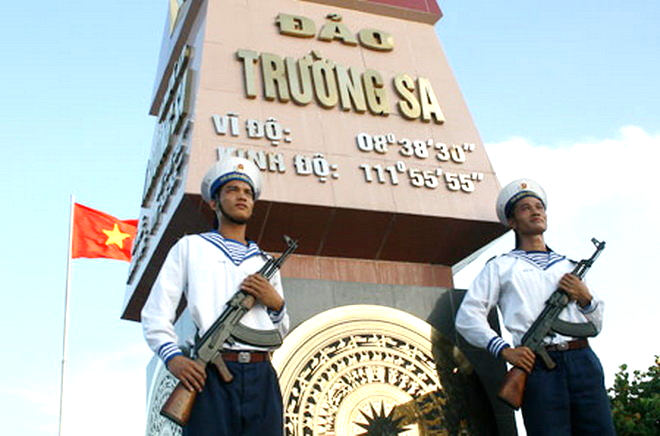 ĐẢO
TRƯỜNG SA
VĨ ĐỘ: 08°38'30"
KINH ĐỘ: 111°55'55"